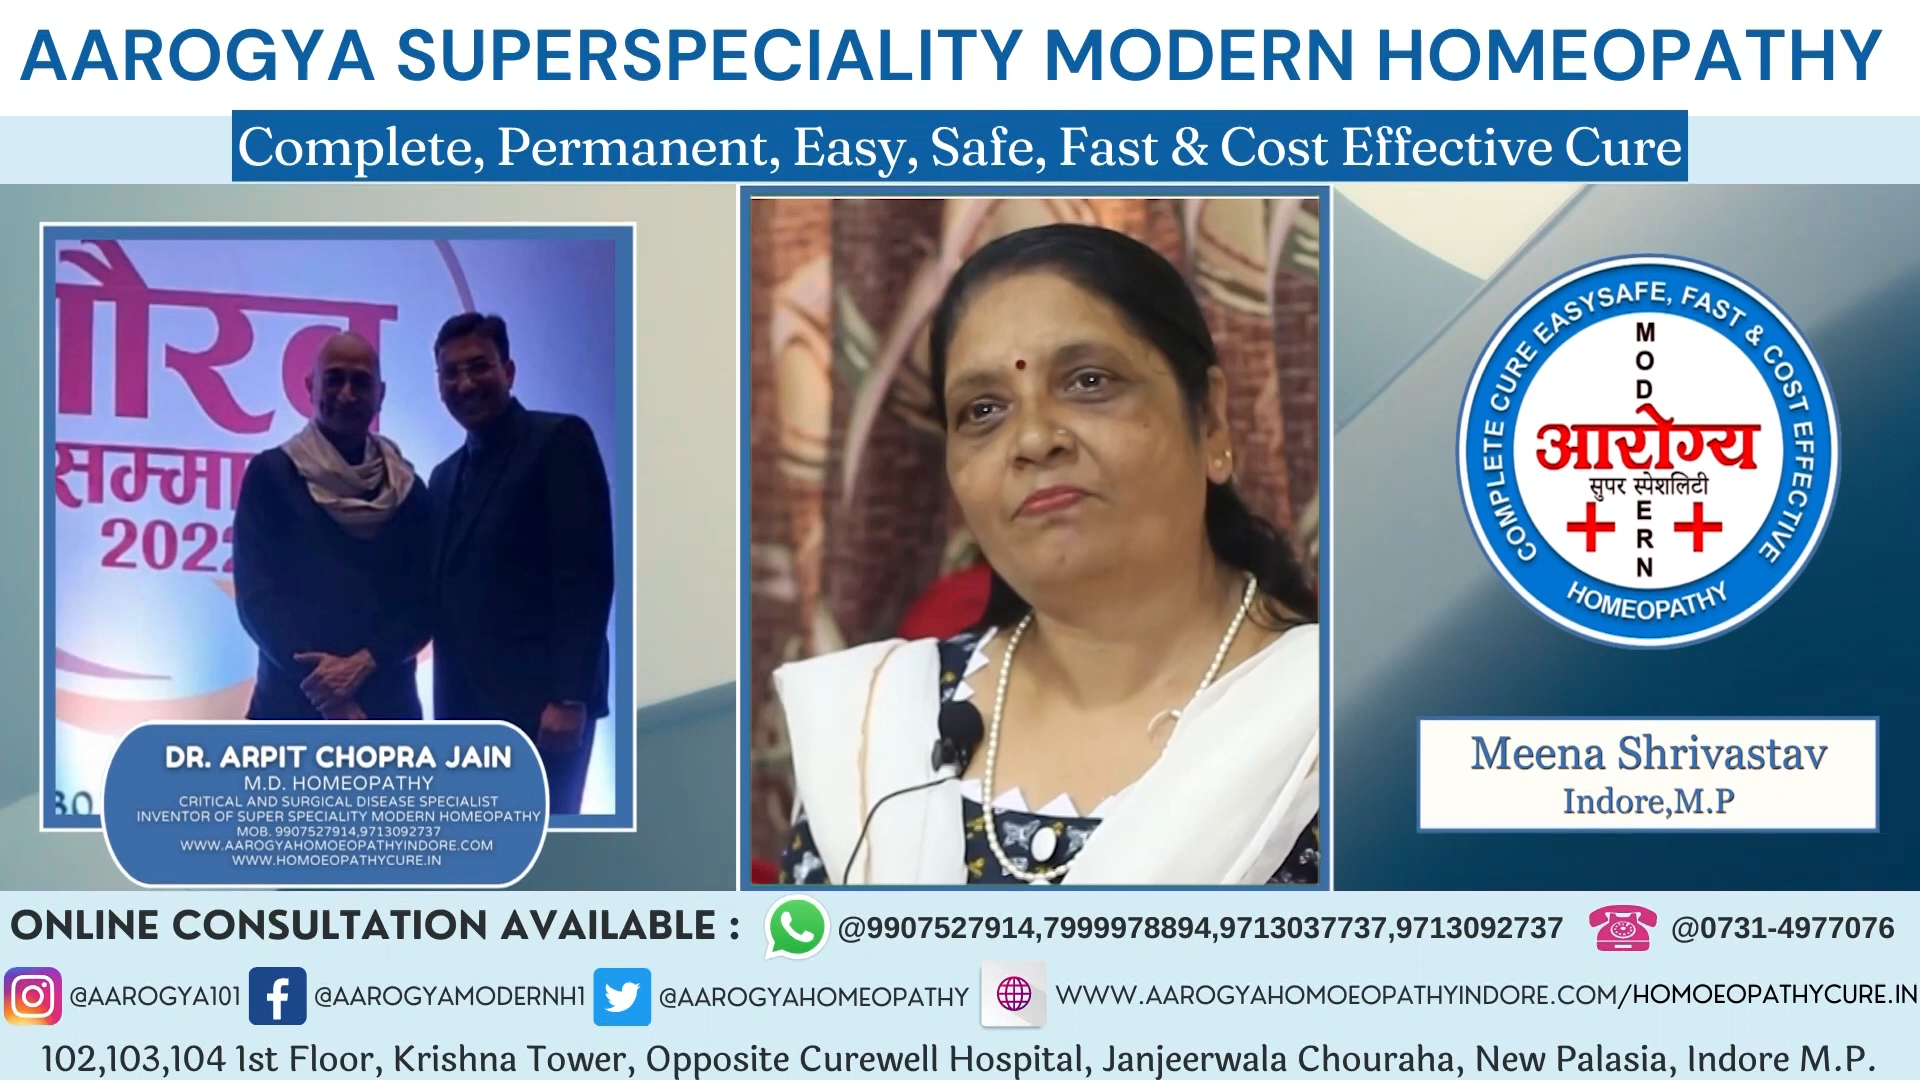 AAROGYA SUPERSPECIALITY MODERN HOMEOPATHY
Complete, Permanent, Easy, Safe, Fast & Cost Effective Cure
गौरव
सम्मा
2022
30
DR. ARPIT CHOPRA JAIN
M.D. HOMEOPATHY
CRITICAL AND SURGICAL DISEASE SPECIALIST
INVENTOR OF SUPER SPECIALITY MODERN HOMEOPATHY
MOB. 9907527914,9713092737
WWW.AAROGYAHOMOEOPATHYINDORE.COM
WWW.HOMOEOPATHYCURE.IN
COMPLETE CURE EASYSAFE, FAST & COST EFFECTIVE
MODERN
आरोग्य
सुपर स्पेशलिटी
HOMEOPATHY
Meena Shrivastav
Indore,M.P
ONLINE CONSULTATION AVAILABLE : @9907527914,7999978894,9713037737,9713092737 @0731-4977076
@AAROGYA101 @AAROGYAMODERNH1 @AAROGYAHOMEOPATHY WWW.AAROGYAHOMOEOPATHYINDORE.COM/HOMOEOPATHYCURE.IN
102,103,104 1st Floor, Krishna Tower, Opposite Curewell Hospital, Janjeerwala Chouraha, New Palasia, Indore M.P.